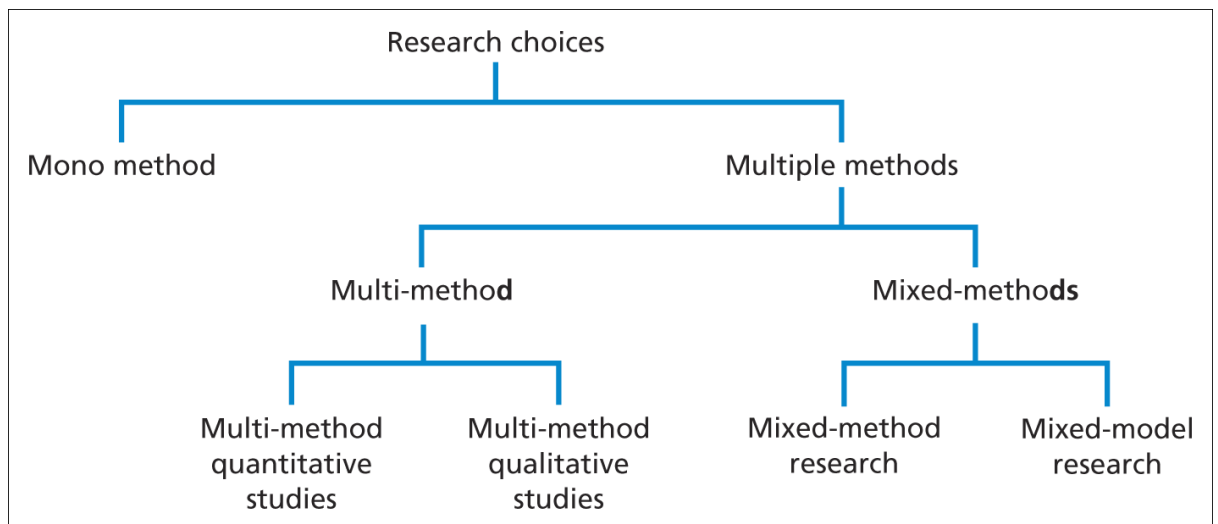 Research choices
Mono method
Multiple methods
Multi-method
Mixed-methods
Multi-method
quantitative
studies
Multi-method
qualitative
studies
Mixed-method
research
Mixed-model
research